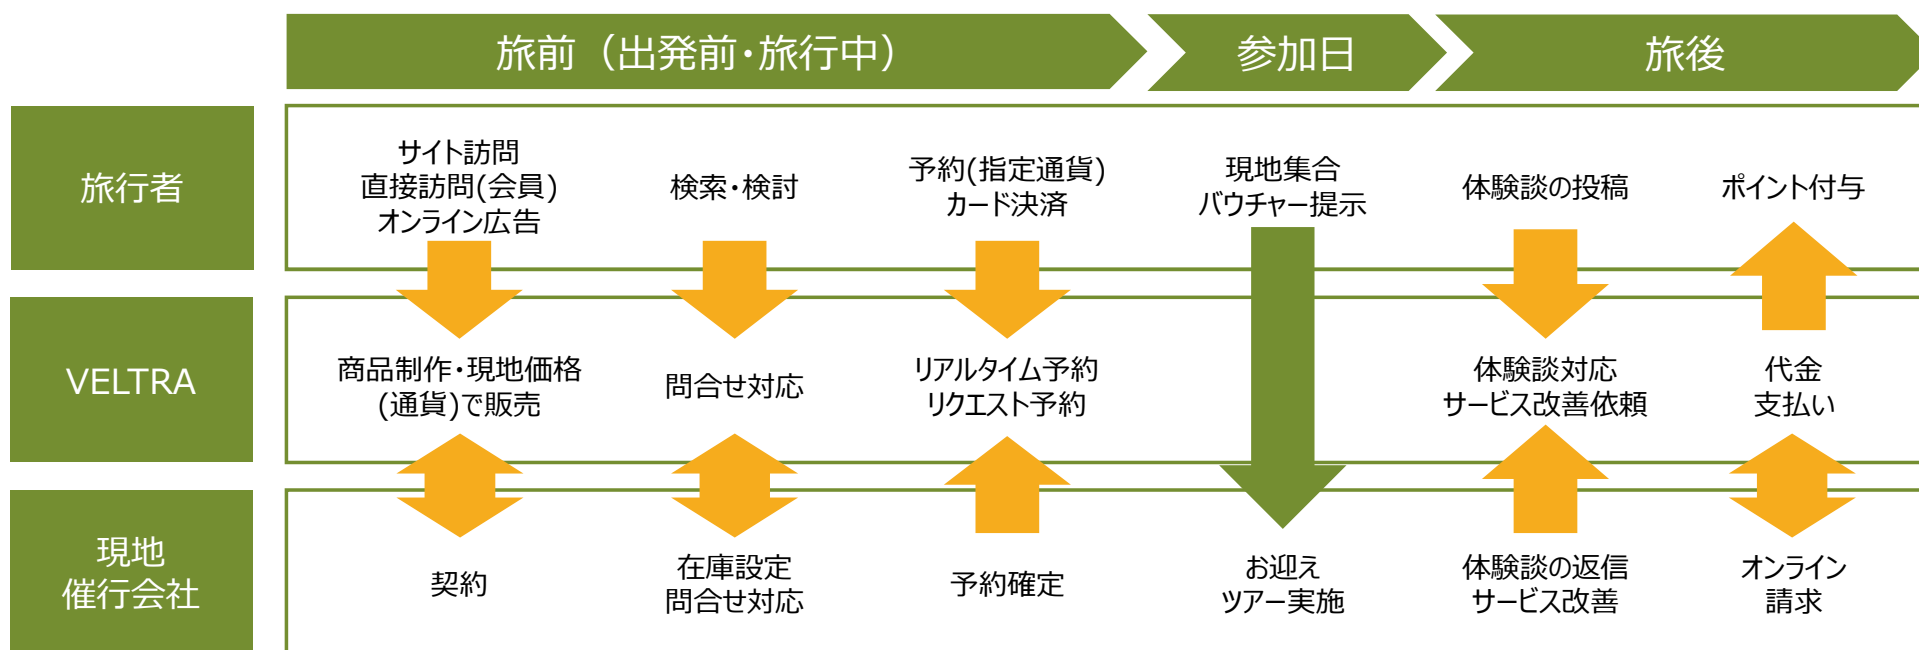 旅前（出発前・旅行中）
参加日
旅後
旅行者
サイト訪問
直接訪問(会員)
オンライン広告
検索・検討
予約(指定通貨)
カード決済
現地集合
バウチャー提示
体験談の投稿
ポイント付与
VELTRA
商品制作・現地価格
(通貨)で販売
問合せ対応
リアルタイム予約
リクエスト予約
体験談対応
サービス改善依頼
代金
支払い
現地
催行会社
契約
在庫設定
問合せ対応
予約確定
お迎え
ツアー実施
体験談の返信
サービス改善
オンライン
請求